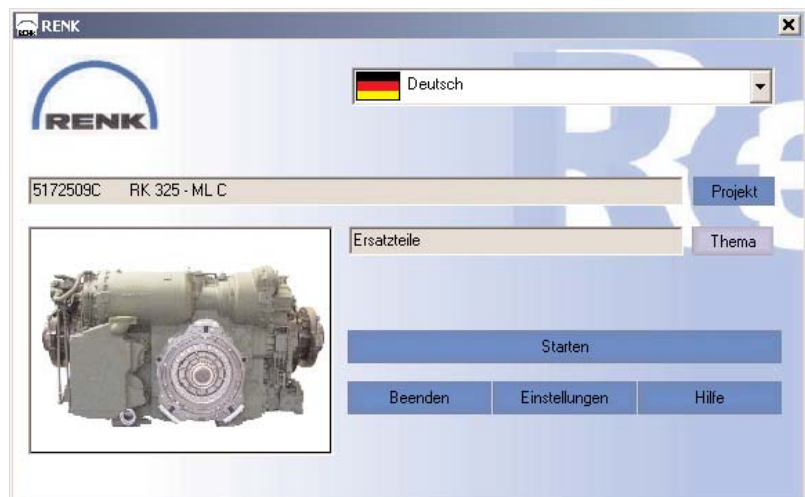 RENK
Deutsch
RENK
5172509C RK 325 - ML C
Projekt
Ersatzteile
Thema
Starten
Beenden
Einstellungen
Hilfe